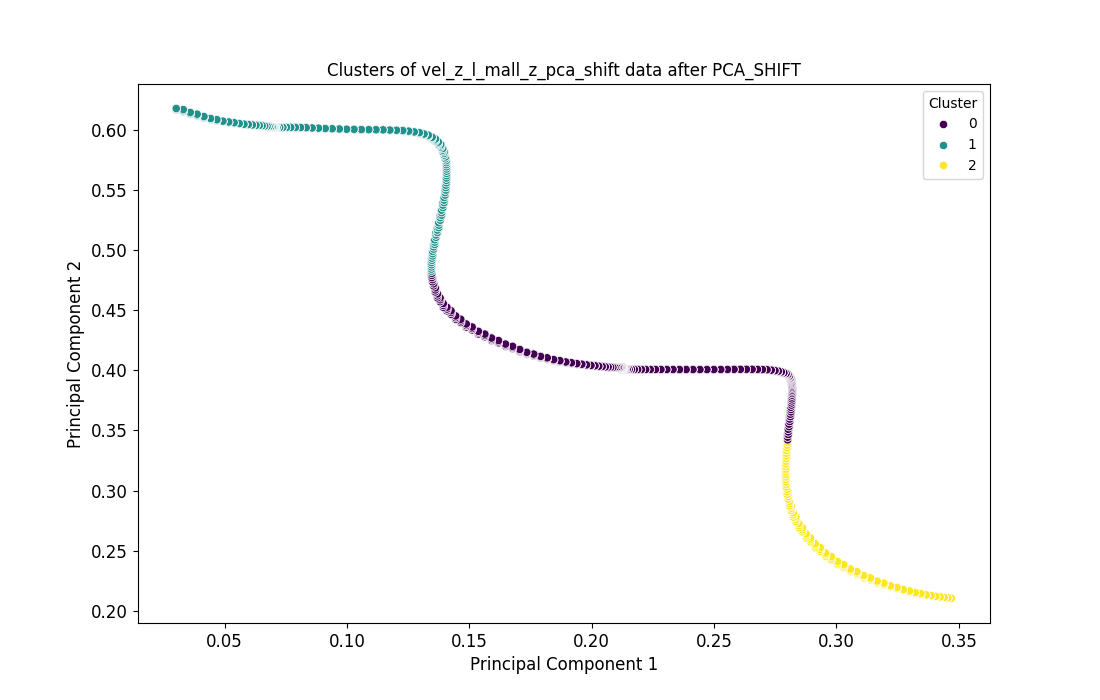 Clusters of vel_z_l_mall_z_pca_shift data after PCA_SHIFT
Cluster
0
1
2
0.60
0.55
0.50
0.45
0.40
0.35
0.30
0.25
0.20
Principal Component 2
0.05 0.10 0.15 0.20 0.25 0.30 0.35
Principal Component 1